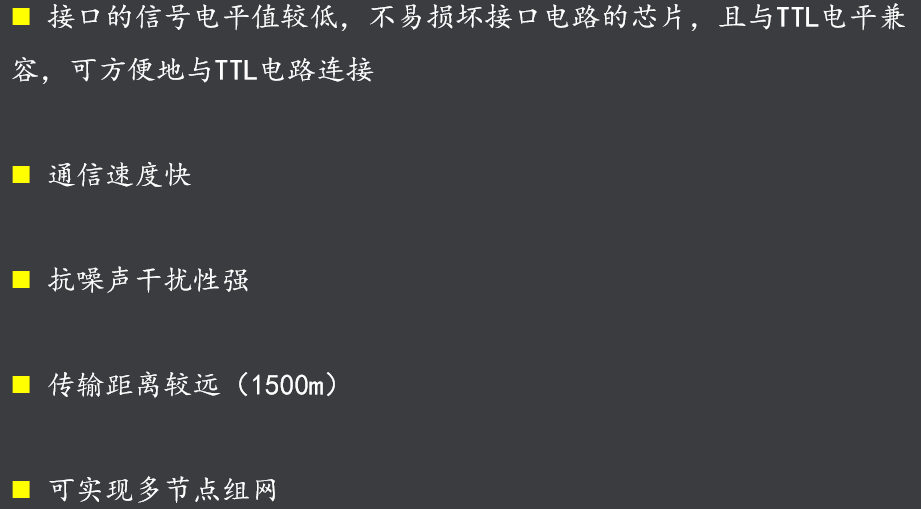 ■ 接口的信号电平值较低，不易损坏接口电路的芯片，且与TTL电平兼
容，可方便地与TTL电路连接
■ 通信速度快
■ 抗噪声干扰性强
■ 传输距离较远（1500m）
■ 可实现多节点组网